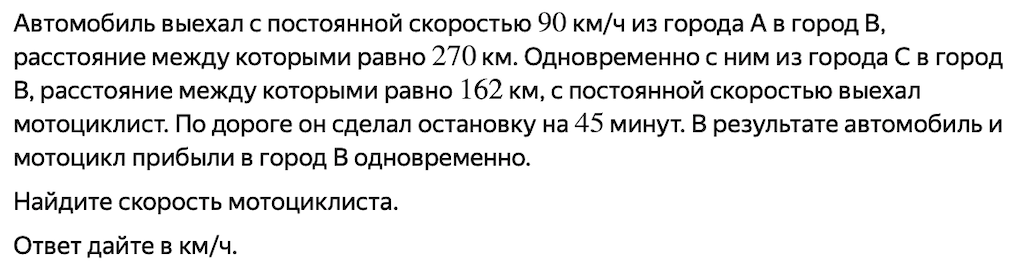 Автомобиль выехал с постоянной скоростью 90 км/ч из города А в город В,
расстояние между которыми равно 270 км. Одновременно с ним из города С в город
В, расстояние между которыми равно 162 км, с постоянной скоростью выехал
мотоциклист. По дороге он сделал остановку на 45 минут. В результате автомобиль и
мотоцикл прибыли в город В одновременно.
Найдите скорость мотоциклиста.
Ответ дайте в км/ч.